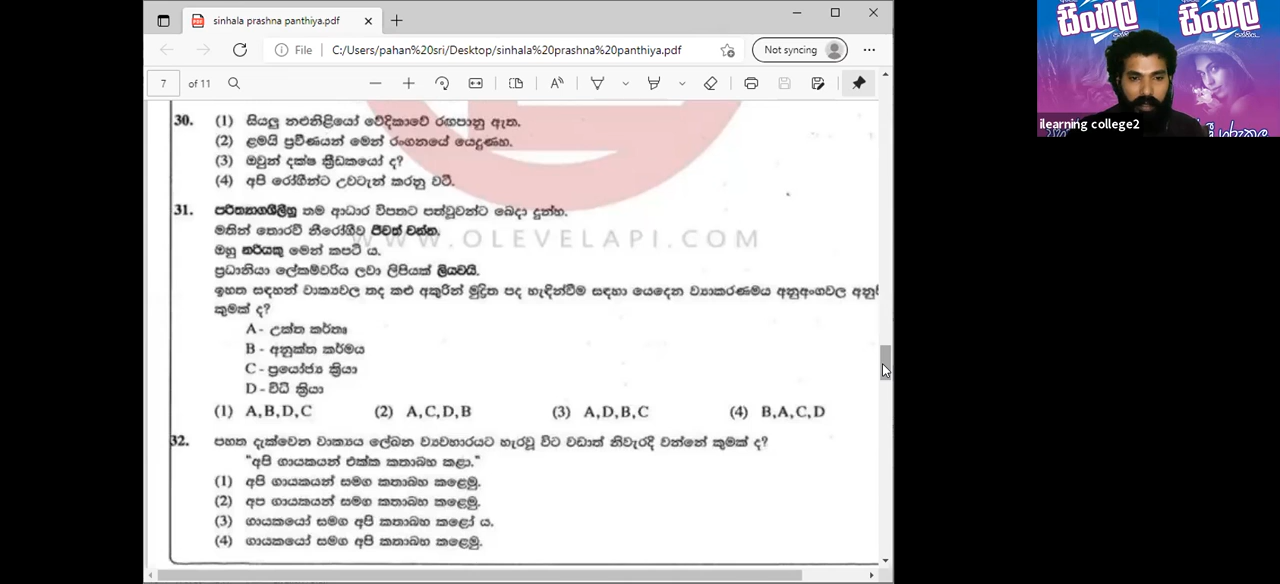 sinhala prashna panthiya.pdf
File C:/Users/pahan%20sri/Desktop/sinhala%20prashna%20panthiya.pdf Not syncing
7 of 11
සිංහල සිංහල
ilearning college2
30. (1) සියලු නළුනිළියෝ වේදිකාවේ රඟපානු ඇත.
(2) ළමයි ප්‍රවීණයන් මෙන් රංගනයේ යෙදුණහ.
(3) ඔවුන් දක්ෂ ක්‍රීඩකයෝ ද?
(4) අපි රෝගීන්ට උවටැන් කරනු වටී.
31. පරිත්‍යාගශීලීහු තම ආධාර විපතට පත්වූවන්ට බෙදා දුන්හ.
මතින් තොරව නීරෝගීව ජීවත් වන්න.
ඔහු නරියකු මෙන් කපටි ය.
ප්‍රධානියා ලේකම්වරිය ලවා ලිපියක් ලියවයි.
WWW.OLEVELAPI.COM
ඉහත සඳහන් වාක්‍යවල තද කළු අකුරින් මුද්‍රිත පද හැඳින්වීම සඳහා යෙදෙන ව්‍යාකරණමය අනුඅංගවල
කුමක් ද?
A - උක්ත කර්තෘ
B - අනුක්ත කර්මය
C - ප්‍රයෝජ්‍ය ක්‍රියා
D - විධි ක්‍රියා
(1) A,B,D,C (2) A,C,D,B (3) A,D,B,C (4) B,A,C,D
32. පහත දැක්වෙන වාක්‍යය ලේඛන ව්‍යවහාරයට හැරවූ විට වඩාත් නිවැරදි වන්නේ කුමක් ද?
"අපි ගායකයන් එක්ක කතාබහ කළා."
(1) අපි ගායකයන් සමග කතාබහ කළෙමු.
(2) අප ගායකයන් සමග කතාබහ කළෙමු.
(3) ගායකයෝ සමග අපි කතාබහ කළෝ ය.
(4) ගායකයෝ සමග අපි කතාබහ කළෙමු.